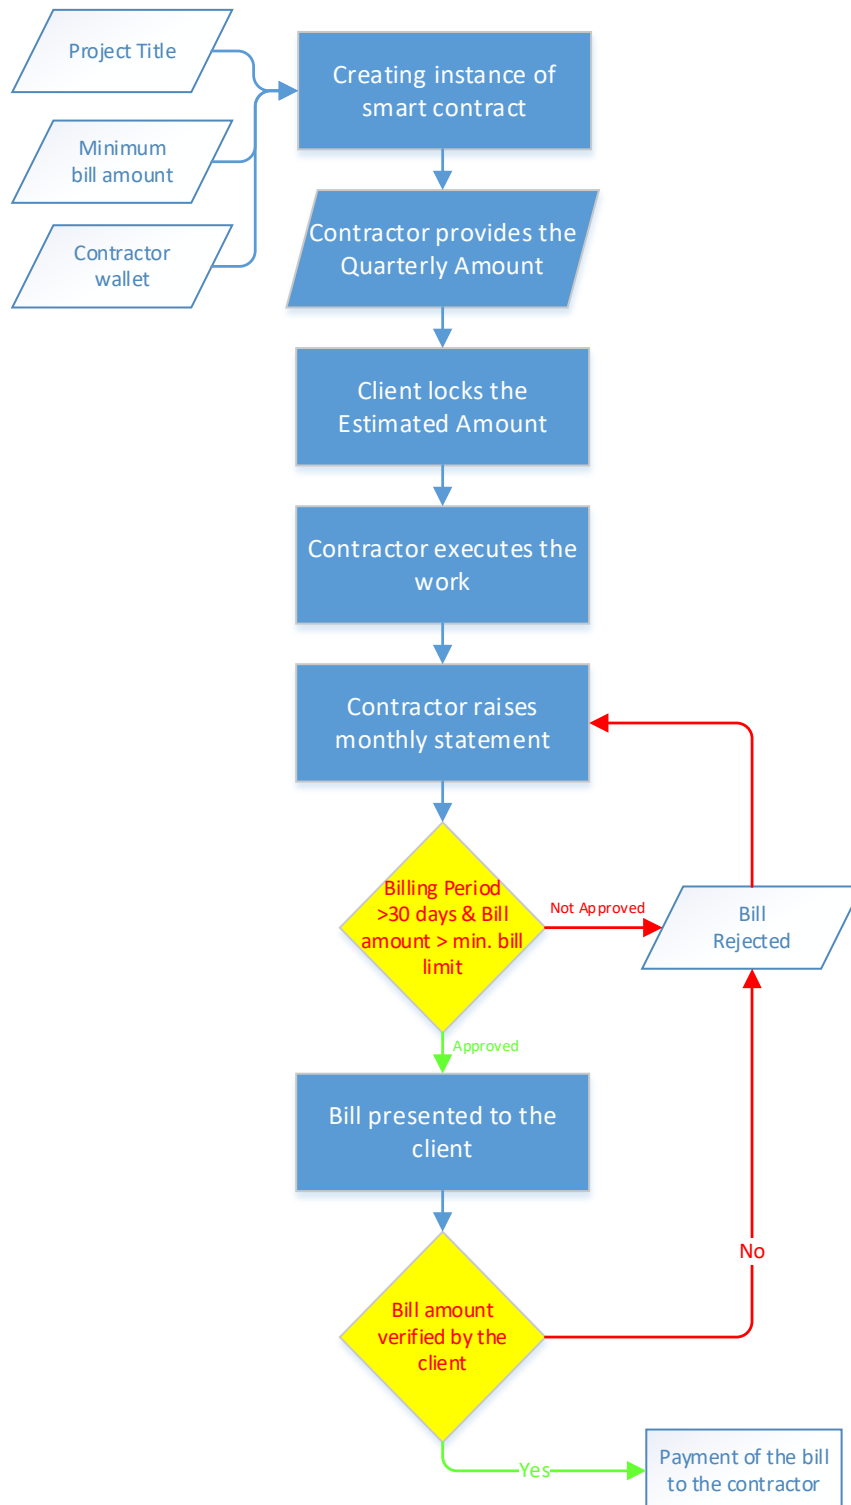 Project Title
Minimum
bill amount
Contractor
wallet
Creating instance of
smart contract
Contractor provides the
Quarterly Amount
Client locks the
Estimated Amount
Contractor executes the
work
Contractor raises
monthly statement
Billing Period
>30 days & Bill
amount > min. bill
limit
Not Approved
Bill
Rejected
Approved
Bill presented to the
client
No
Bill amount
verified by the
client
Yes
Payment of the bill
to the contractor